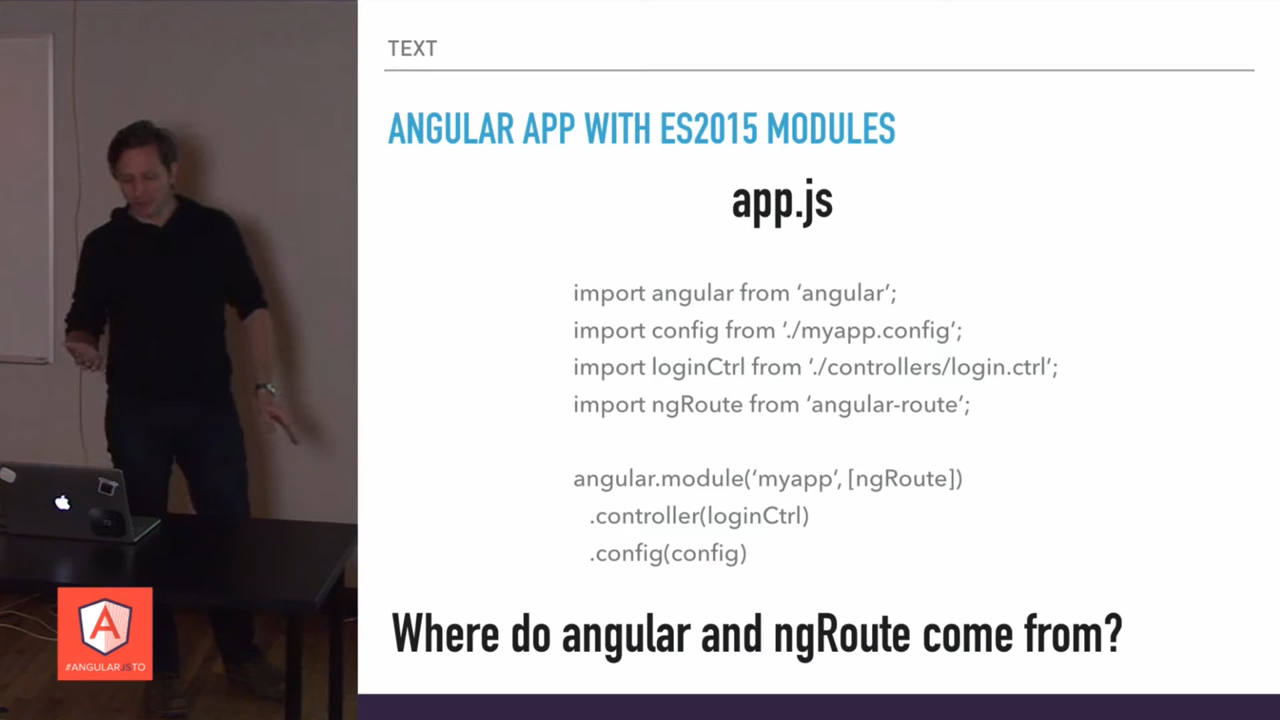 TEXT
ANGULAR APP WITH ES2015 MODULES
app.js
import angular from ‘angular’;
import config from ‘./myapp.config’;
import loginCtrl from ‘./controllers/login.ctrl’;
import ngRoute from ‘angular-route’;
angular.module(‘myapp’, [ngRoute])
.controller(loginCtrl)
.config(config)
Where do angular and ngRoute come from?
A
#ANGULARJSTO